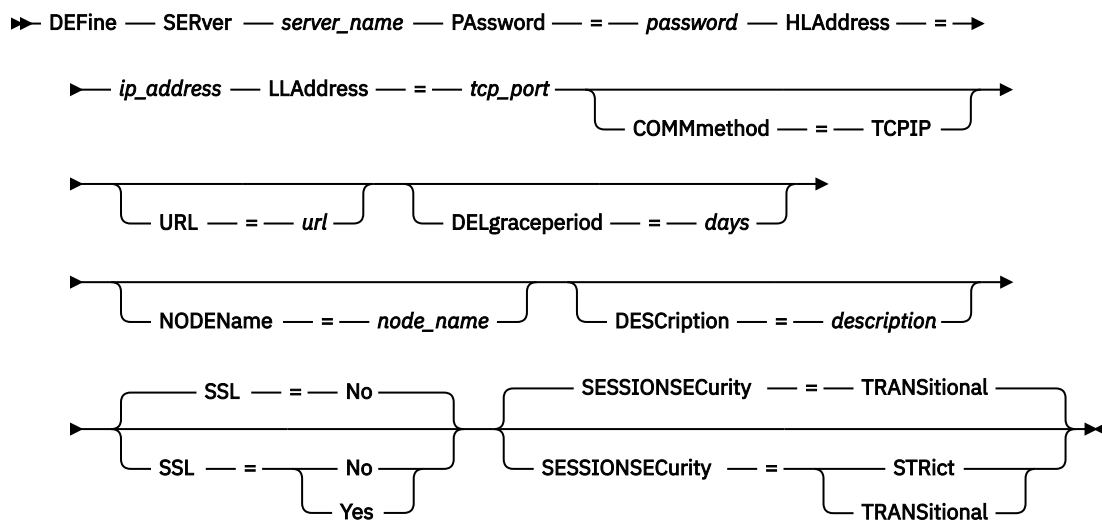 DEFine SERver server_name PAssword = password HLAddress =
ip_address LLAddress = tcp_port
COMMmethod = TCPIP
URL = url DELgraceperiod = days
NODEName = node_name DESCription = description
SSL = No SESSIONSECurity = TRANSitional
SSL = No SESSIONSECurity = STRict
Yes TRANSitional